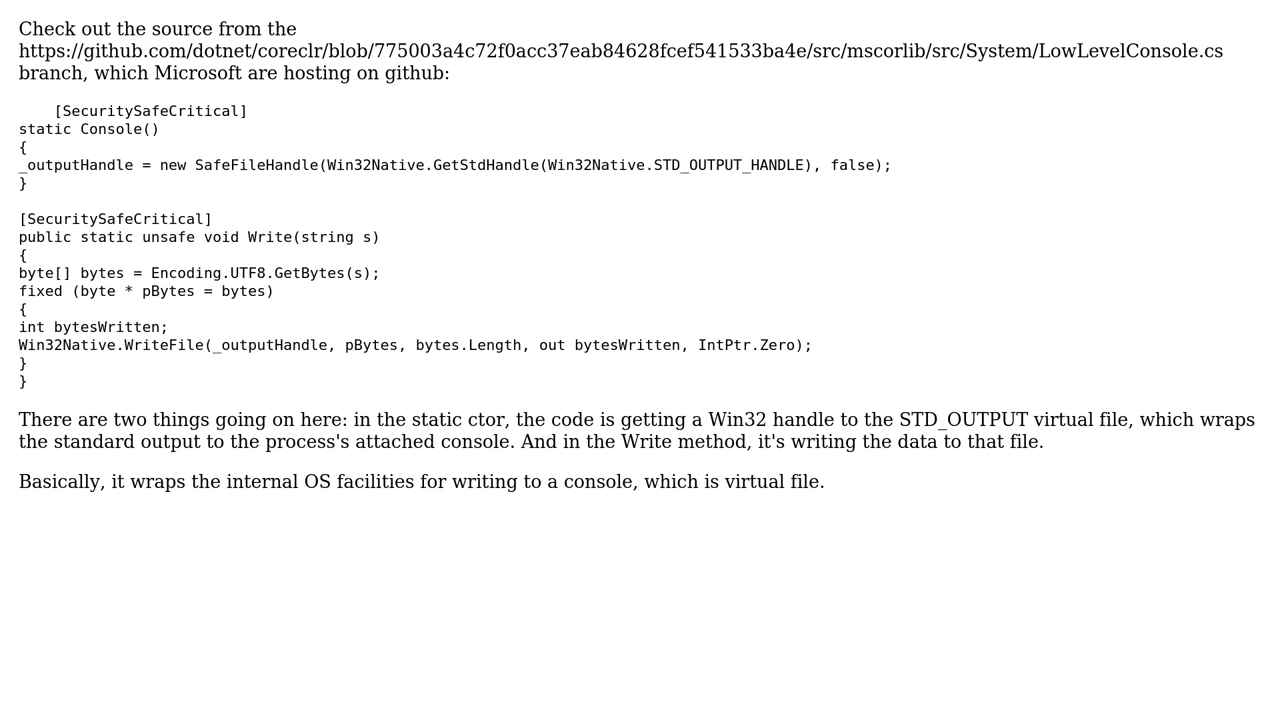 Check out the source from the
https://github.com/dotnet/coreclr/blob/775003a4c72f0acc37eab84628fcef541533ba4e/src/mscorlib/src/System/LowLevelConsole.cs
branch, which Microsoft are hosting on github:
[SecuritySafeCritical]
static Console()
{
_outputHandle = new SafeFileHandle(Win32Native.GetStdHandle(Win32Native.STD_OUTPUT_HANDLE), false);
}
[SecuritySafeCritical]
public static unsafe void Write(string s)
{
byte[] bytes = Encoding.UTF8.GetBytes(s);
fixed (byte * pBytes = bytes)
{
int bytesWritten;
Win32Native.WriteFile(_outputHandle, pBytes, bytes.Length, out bytesWritten, IntPtr.Zero);
}
}
There are two things going on here: in the static ctor, the code is getting a Win32 handle to the STD_OUTPUT virtual file, which wraps
the standard output to the process's attached console. And in the Write method, it's writing the data to that file.
Basically, it wraps the internal OS facilities for writing to a console, which is virtual file.